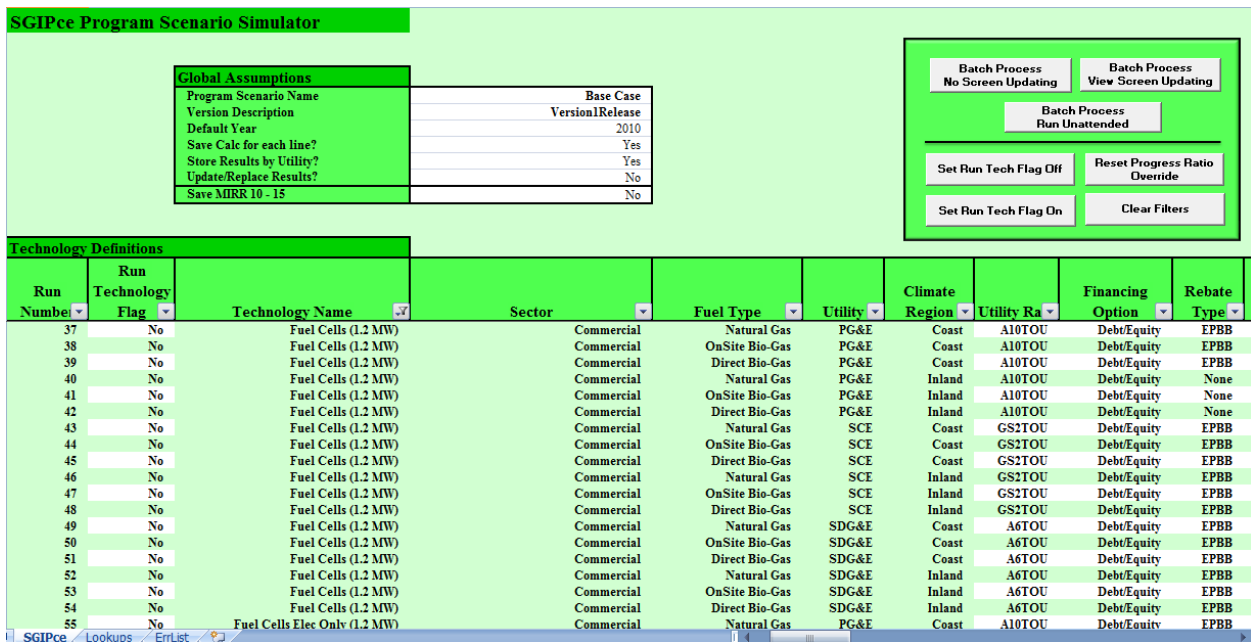 SGIPce Program Scenario Simulator
Global Assumptions
Program Scenario Name Base Case
Version Description Version1Release
Default Year 2010
Save Calc for each line? Yes
Store Results by Utility? Yes
Update/Replace Results? No
Save MIRR 10 - 15 No
Batch Process No Screen Updating
Batch Process View Screen Updating
Batch Process Run Unattended
Set Run Tech Flag Off
Reset Progress Ratio Override
Set Run Tech Flag On
Clear Filters
Technology Definitions
Run Number Run Technology Flag Technology Name Sector Fuel Type Utility Climate Region Utility Ra Financing Option Rebate Type
37 No Fuel Cells (1.2 MW) Commercial Natural Gas PG&E Coast A10TOU Debt/Equity EPBB
38 No Fuel Cells (1.2 MW) Commercial OnSite Bio-Gas PG&E Coast A10TOU Debt/Equity EPBB
39 No Fuel Cells (1.2 MW) Commercial Direct Bio-Gas PG&E Coast A10TOU Debt/Equity EPBB
40 No Fuel Cells (1.2 MW) Commercial Natural Gas PG&E Inland A10TOU Debt/Equity None
41 No Fuel Cells (1.2 MW) Commercial OnSite Bio-Gas PG&E Inland A10TOU Debt/Equity None
42 No Fuel Cells (1.2 MW) Commercial Direct Bio-Gas PG&E Inland A10TOU Debt/Equity None
43 No Fuel Cells (1.2 MW) Commercial Natural Gas SCE Coast GS2TOU Debt/Equity EPBB
44 No Fuel Cells (1.2 MW) Commercial OnSite Bio-Gas SCE Coast GS2TOU Debt/Equity EPBB
45 No Fuel Cells (1.2 MW) Commercial Direct Bio-Gas SCE Coast GS2TOU Debt/Equity EPBB
46 No Fuel Cells (1.2 MW) Commercial Natural Gas SCE Inland GS2TOU Debt/Equity EPBB
47 No Fuel Cells (1.2 MW) Commercial OnSite Bio-Gas SCE Inland GS2TOU Debt/Equity EPBB
48 No Fuel Cells (1.2 MW) Commercial Direct Bio-Gas SCE Inland GS2TOU Debt/Equity EPBB
49 No Fuel Cells (1.2 MW) Commercial Natural Gas SDG&E Coast A6TOU Debt/Equity EPBB
50 No Fuel Cells (1.2 MW) Commercial OnSite Bio-Gas SDG&E Coast A6TOU Debt/Equity EPBB
51 No Fuel Cells (1.2 MW) Commercial Direct Bio-Gas SDG&E Coast A6TOU Debt/Equity EPBB
52 No Fuel Cells (1.2 MW) Commercial Natural Gas SDG&E Inland A6TOU Debt/Equity EPBB
53 No Fuel Cells (1.2 MW) Commercial OnSite Bio-Gas SDG&E Inland A6TOU Debt/Equity EPBB
54 No Fuel Cells (1.2 MW) Commercial Direct Bio-Gas SDG&E Inland A6TOU Debt/Equity EPBB
55 No Fuel Cells Elec Only (1.2 MW) Commercial Natural Gas PG&E Coast A10TOU Debt/Equity EPBB
SGIPce Lookups ErrList